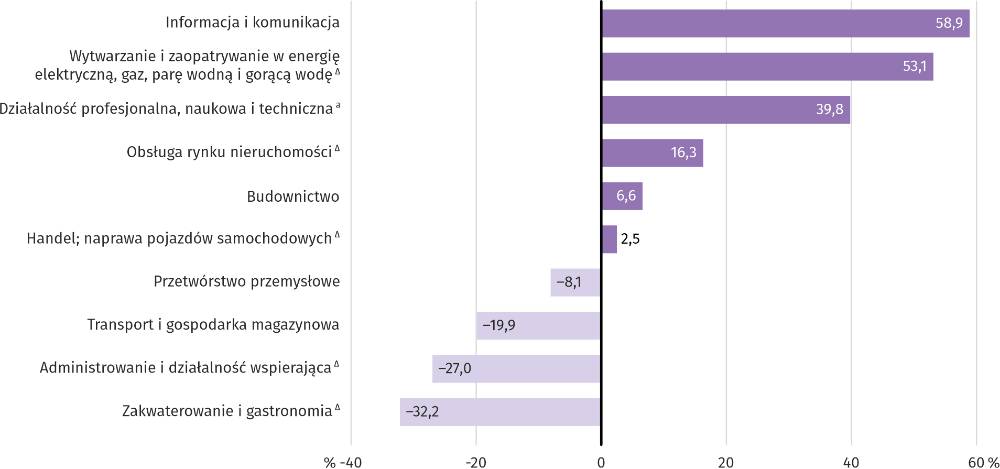 Informacja i komunikacja 58,9
Wytwarzanie i zaopatrywanie w energię
elektryczną, gaz, parę wodną i gorącą wodę Δ 53,1
Działalność profesjonalna, naukowa i techniczna a 39,8
Obsługa rynku nieruchomości Δ 16,3
Budownictwo 6,6
Handel; naprawa pojazdów samochodowych Δ 2,5
Przetwórstwo przemysłowe –8,1
Transport i gospodarka magazynowa –19,9
Administrowanie i działalność wspierająca Δ –27,0
Zakwaterowanie i gastronomia Δ –32,2
% -40 -20 0 20 40 60 %